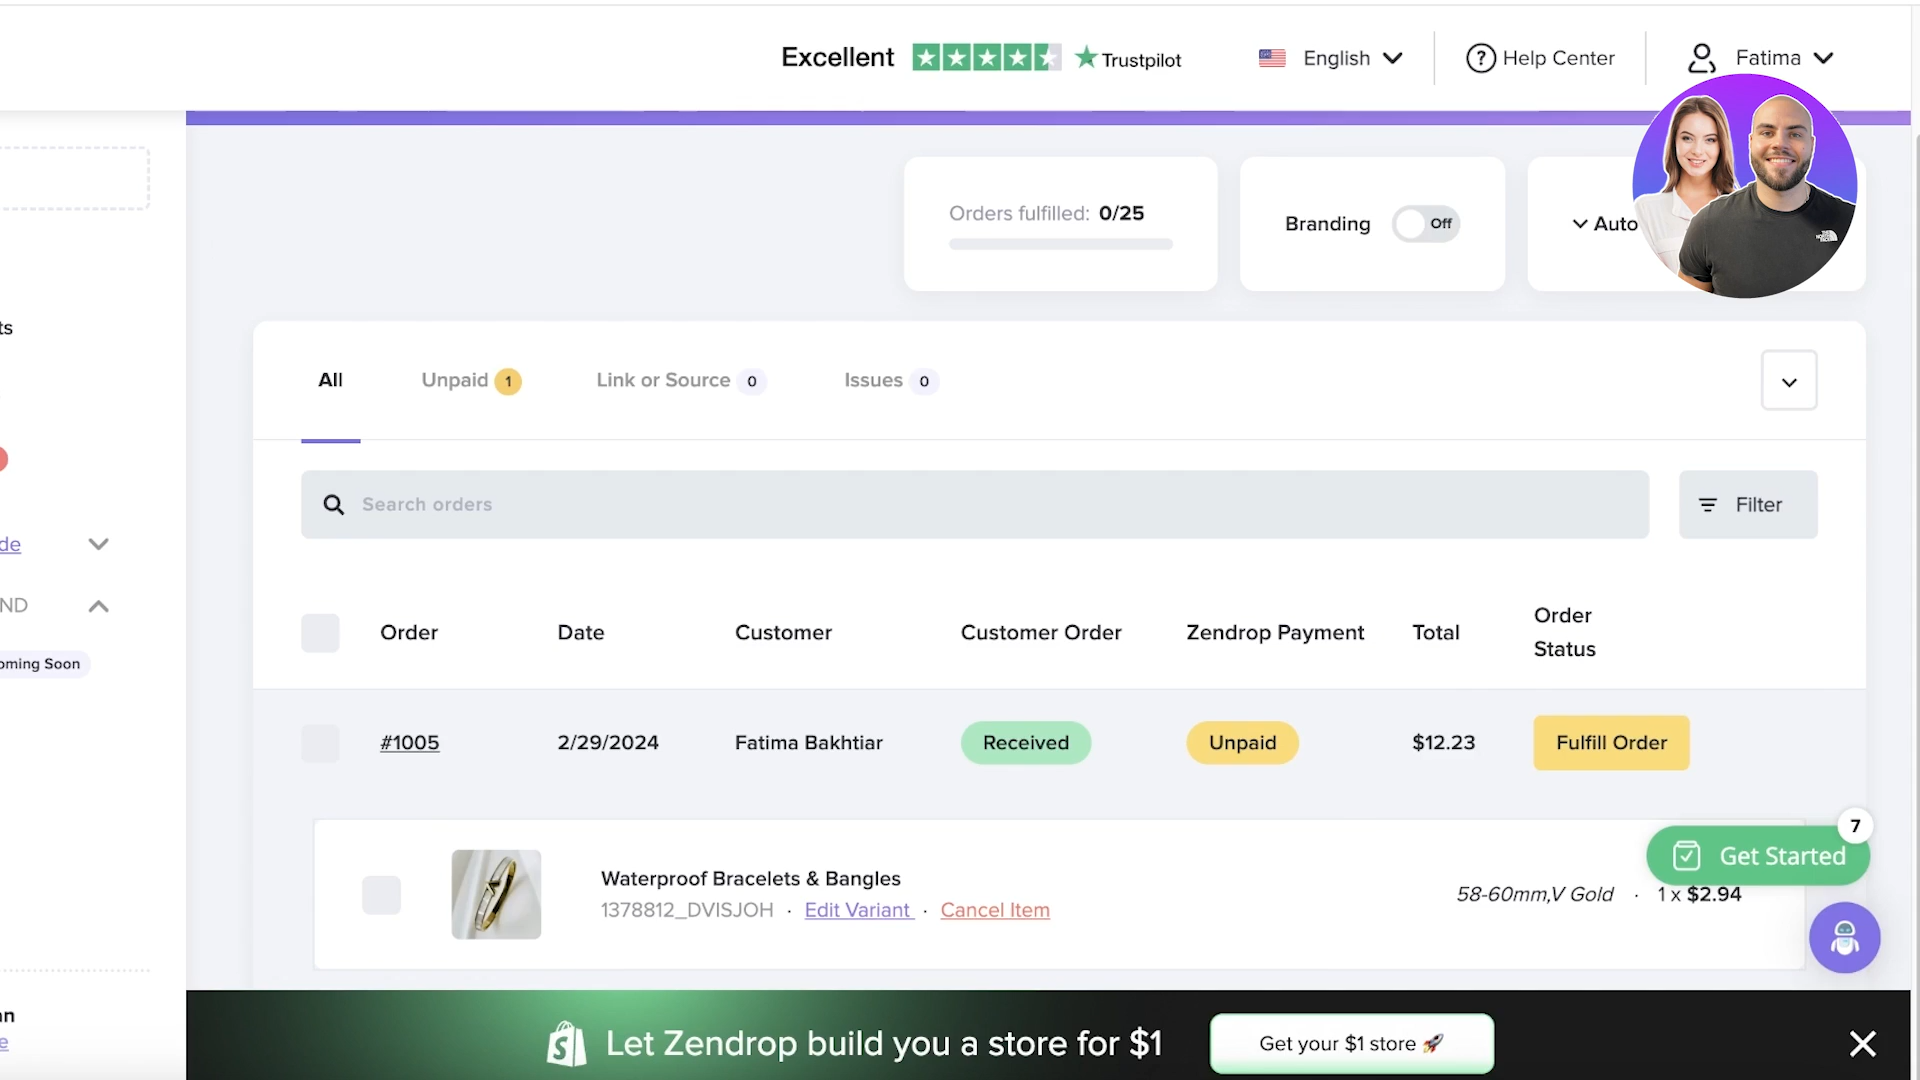 Excellent Trustpilot English Help Center Fatima
Orders fulfilled: 0/25
Branding Off
Auto
ts
All Unpaid 1 Link or Source 0 Issues 0
Search orders Filter
de
ND
oming Soon
Order Date Customer Customer Order Zendrop Payment Total Order
Status
#1005 2/29/2024 Fatima Bakhtiar Received Unpaid $12.23 Fulfill Order
7
Get Started
Waterproof Bracelets & Bangles
1378812_DVISJOH · Edit Variant · Cancel Item
58-60mm,V Gold · 1 x $2.94
an
e
Let Zendrop build you a store for $1 Get your $1 store 🚀